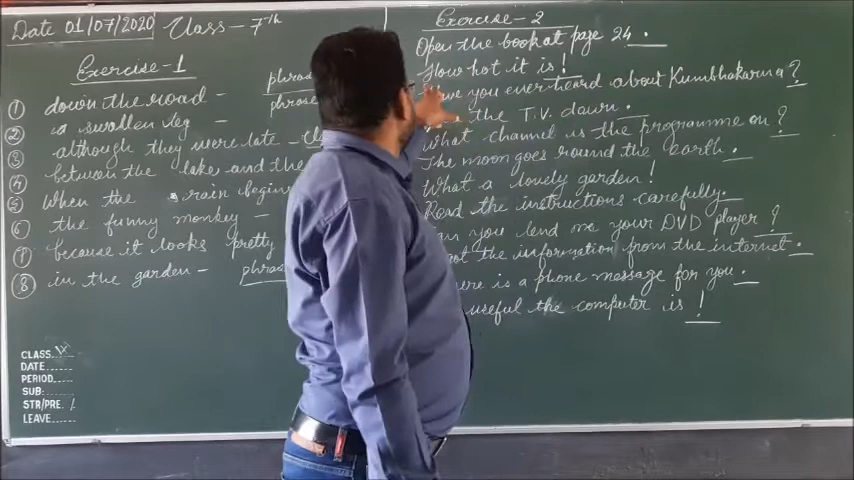 Date 01/07/2020 Class - 7th
Exercise - 1
① down the road - phras
② a swollen leg - phrase
③ although they were late - cl
④ between the lake and the
⑤ When the rain begins
⑥ the funny monkey -
⑦ because it looks pretty
⑧ in the garden - phras
CLASS VII
DATE
PERIOD
SUB:
STR/PRE. /
LEAVE
Exercise - 2
Open the book at page 24.
How hot it is!
you ever heard about Kumbhakarna?
the T.V. down.
What channel is the programme on?
The moon goes round the earth.
What a lovely garden!
Read the instructions carefully.
you lend me your DVD player?
the information from the internet.
is a phone message for you.
useful the computer is!